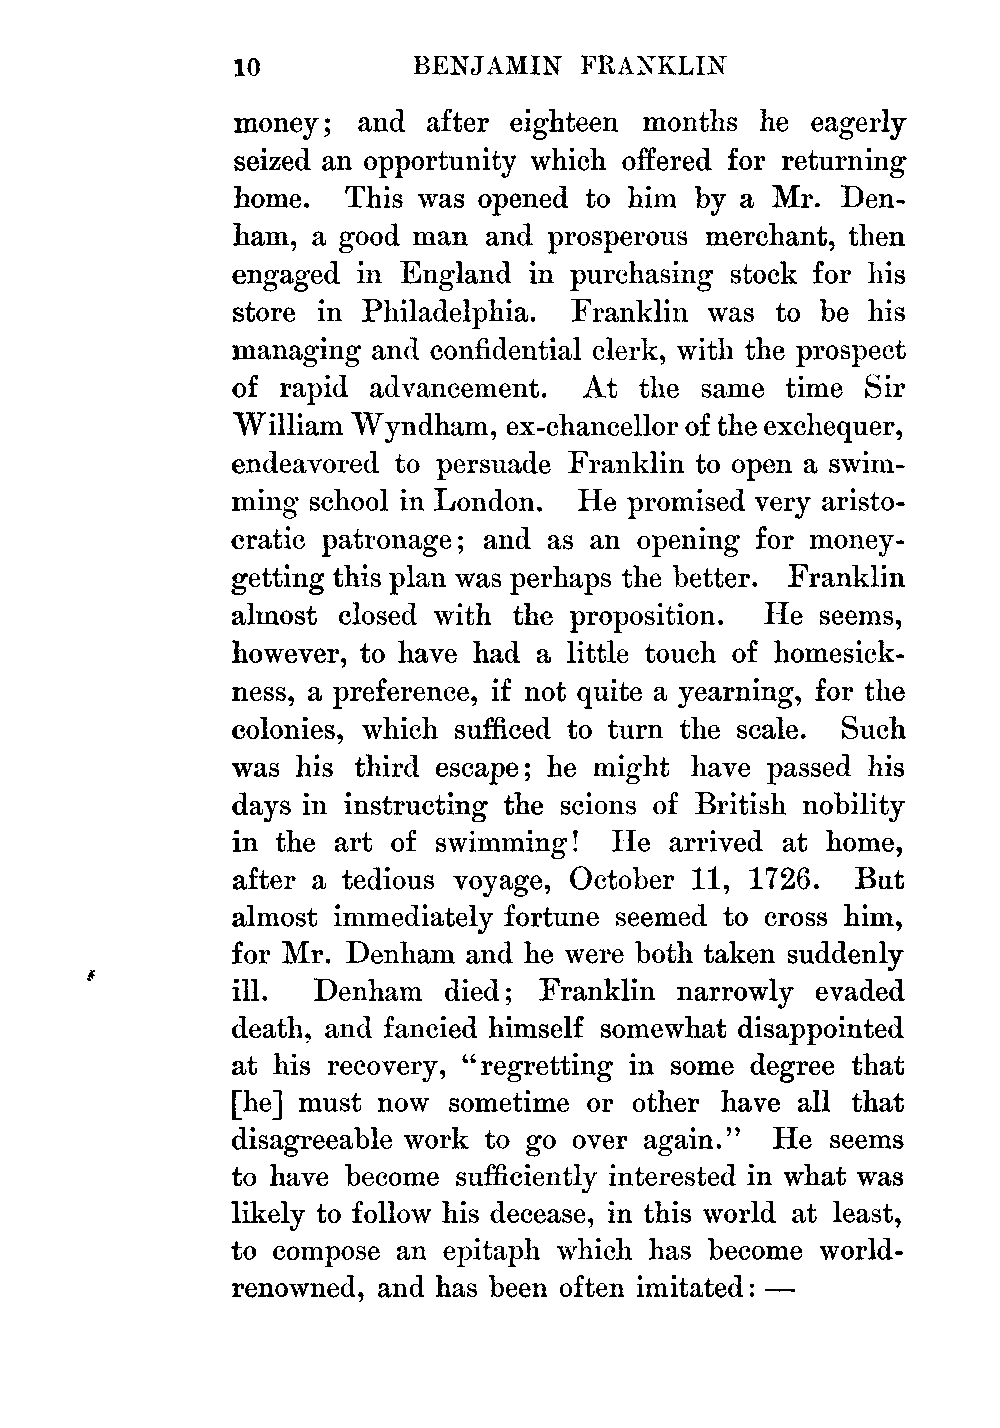 10 BENJAMIN FRANKLIN
money; and after eighteen months he eagerly
seized an opportunity which offered for returning
home. This was opened to him by a Mr. Den-
ham, a good man and prosperous merchant, then
engaged in England in purchasing stock for his
store in Philadelphia. Franklin was to be his
managing and confidential clerk, with the prospect
of rapid advancement. At the same time Sir
William Wyndham, ex-chancellor of the exchequer,
endeavored to persuade Franklin to open a swim-
ming school in London. He promised very aristo-
cratic patronage; and as an opening for money-
getting this plan was perhaps the better. Franklin
almost closed with the proposition. He seems,
however, to have had a little touch of homesick-
ness, a preference, if not quite a yearning, for the
colonies, which sufficed to turn the scale. Such
was his third escape; he might have passed his
days in instructing the scions of British nobility
in the art of swimming! He arrived at home,
after a tedious voyage, October 11, 1726. But
almost immediately fortune seemed to cross him,
for Mr. Denham and he were both taken suddenly
ill. Denham died; Franklin narrowly evaded
death, and fancied himself somewhat disappointed
at his recovery, "regretting in some degree that
[he] must now sometime or other have all that
disagreeable work to go over again." He seems
to have become sufficiently interested in what was
likely to follow his decease, in this world at least,
to compose an epitaph which has become world-
renowned, and has been often imitated: —